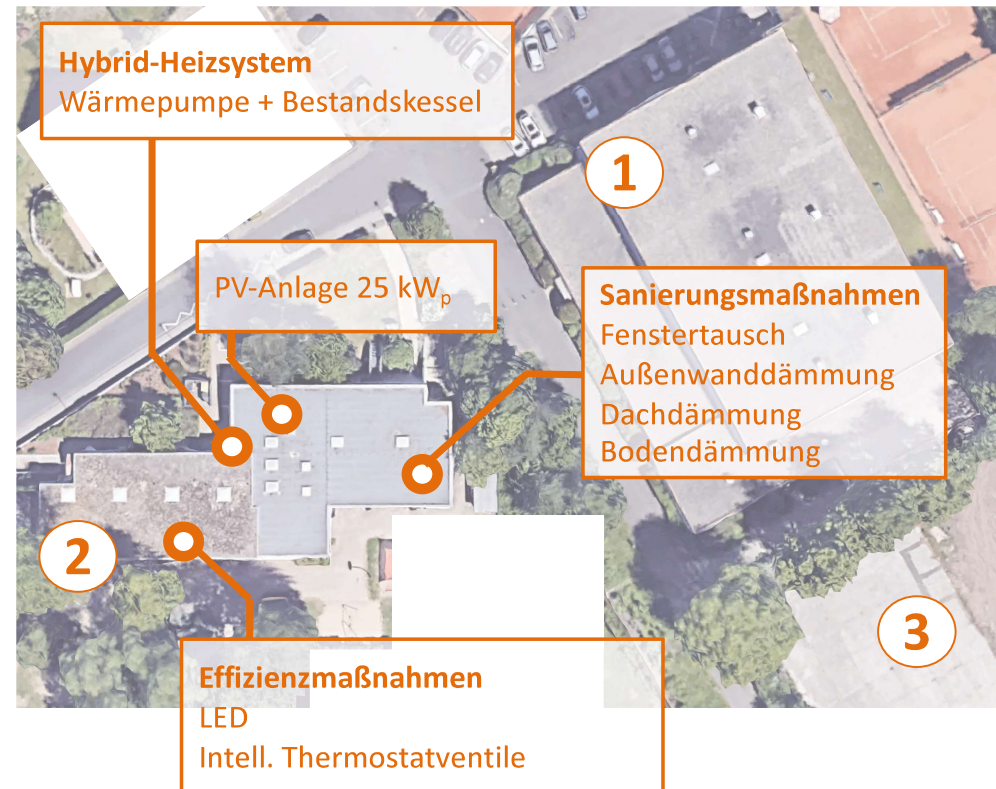 Hybrid-Heizsystem
Wärmepumpe + Bestandskessel
1
PV-Anlage 25 kWp
Sanierungsmaßnahmen
Fenstertausch
Außenwanddämmung
Dachdämmung
Bodendämmung
2
3
Effizienzmaßnahmen
LED
Intell. Thermostatventile